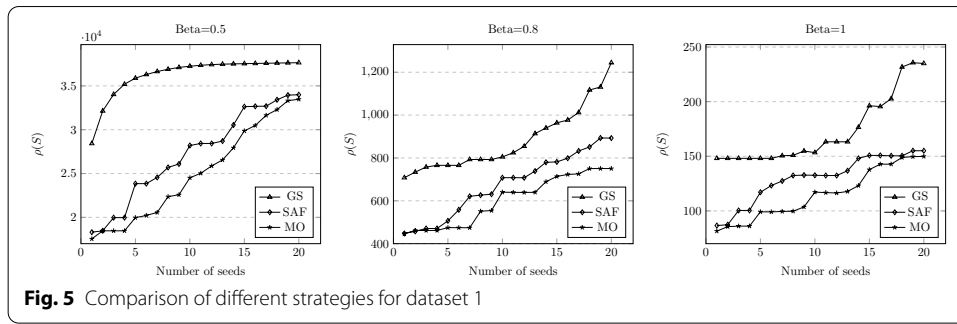 Beta=0.5
·10⁴
3.5
3
2.5
2
ρ(S)
0
5
10
15
20
Number of seeds
GS
SAF
MO
Beta=0.8
1,200
1,000
800
600
400
ρ(S)
0
5
10
15
20
Number of seeds
GS
SAF
MO
Beta=1
250
200
150
100
ρ(S)
0
5
10
15
20
Number of seeds
GS
SAF
MO
Fig. 5 Comparison of different strategies for dataset 1